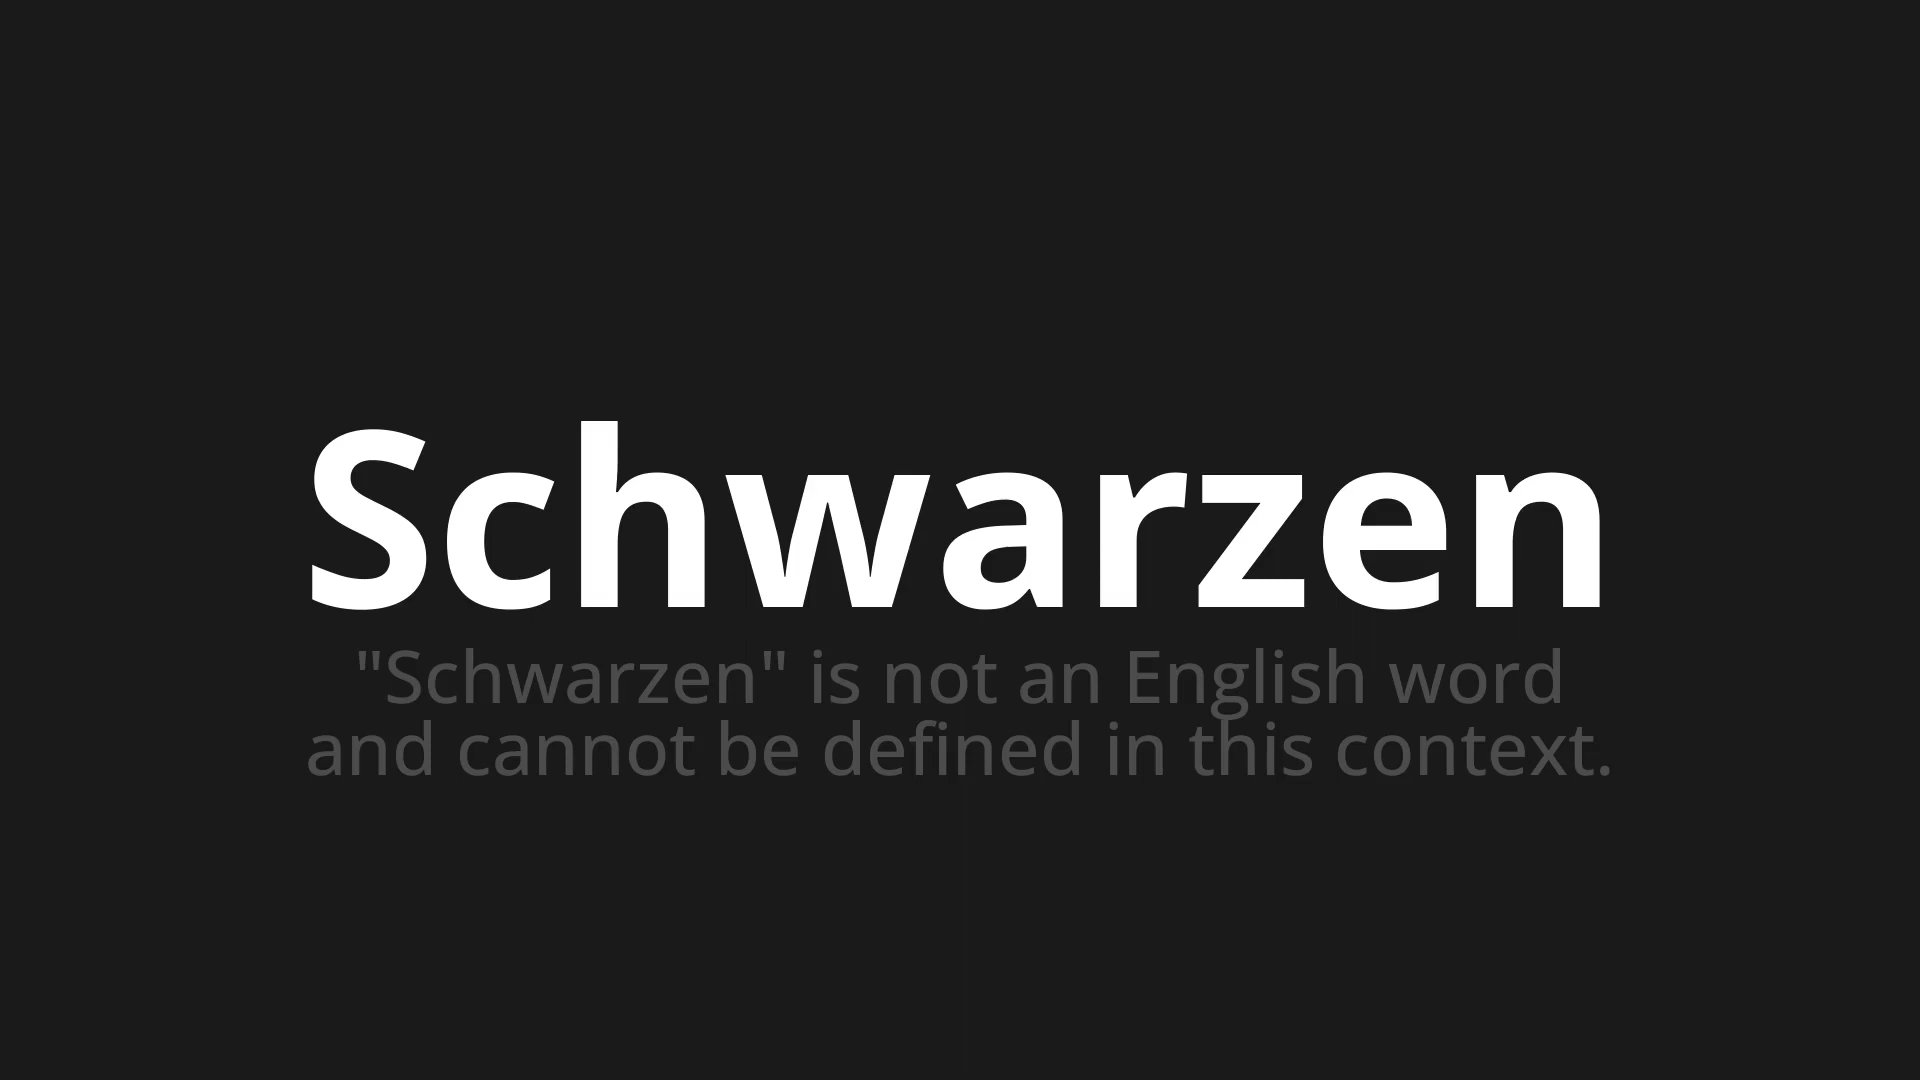 Schwarzen
"Schwarzen" is not an English word
and cannot be defined in this context.